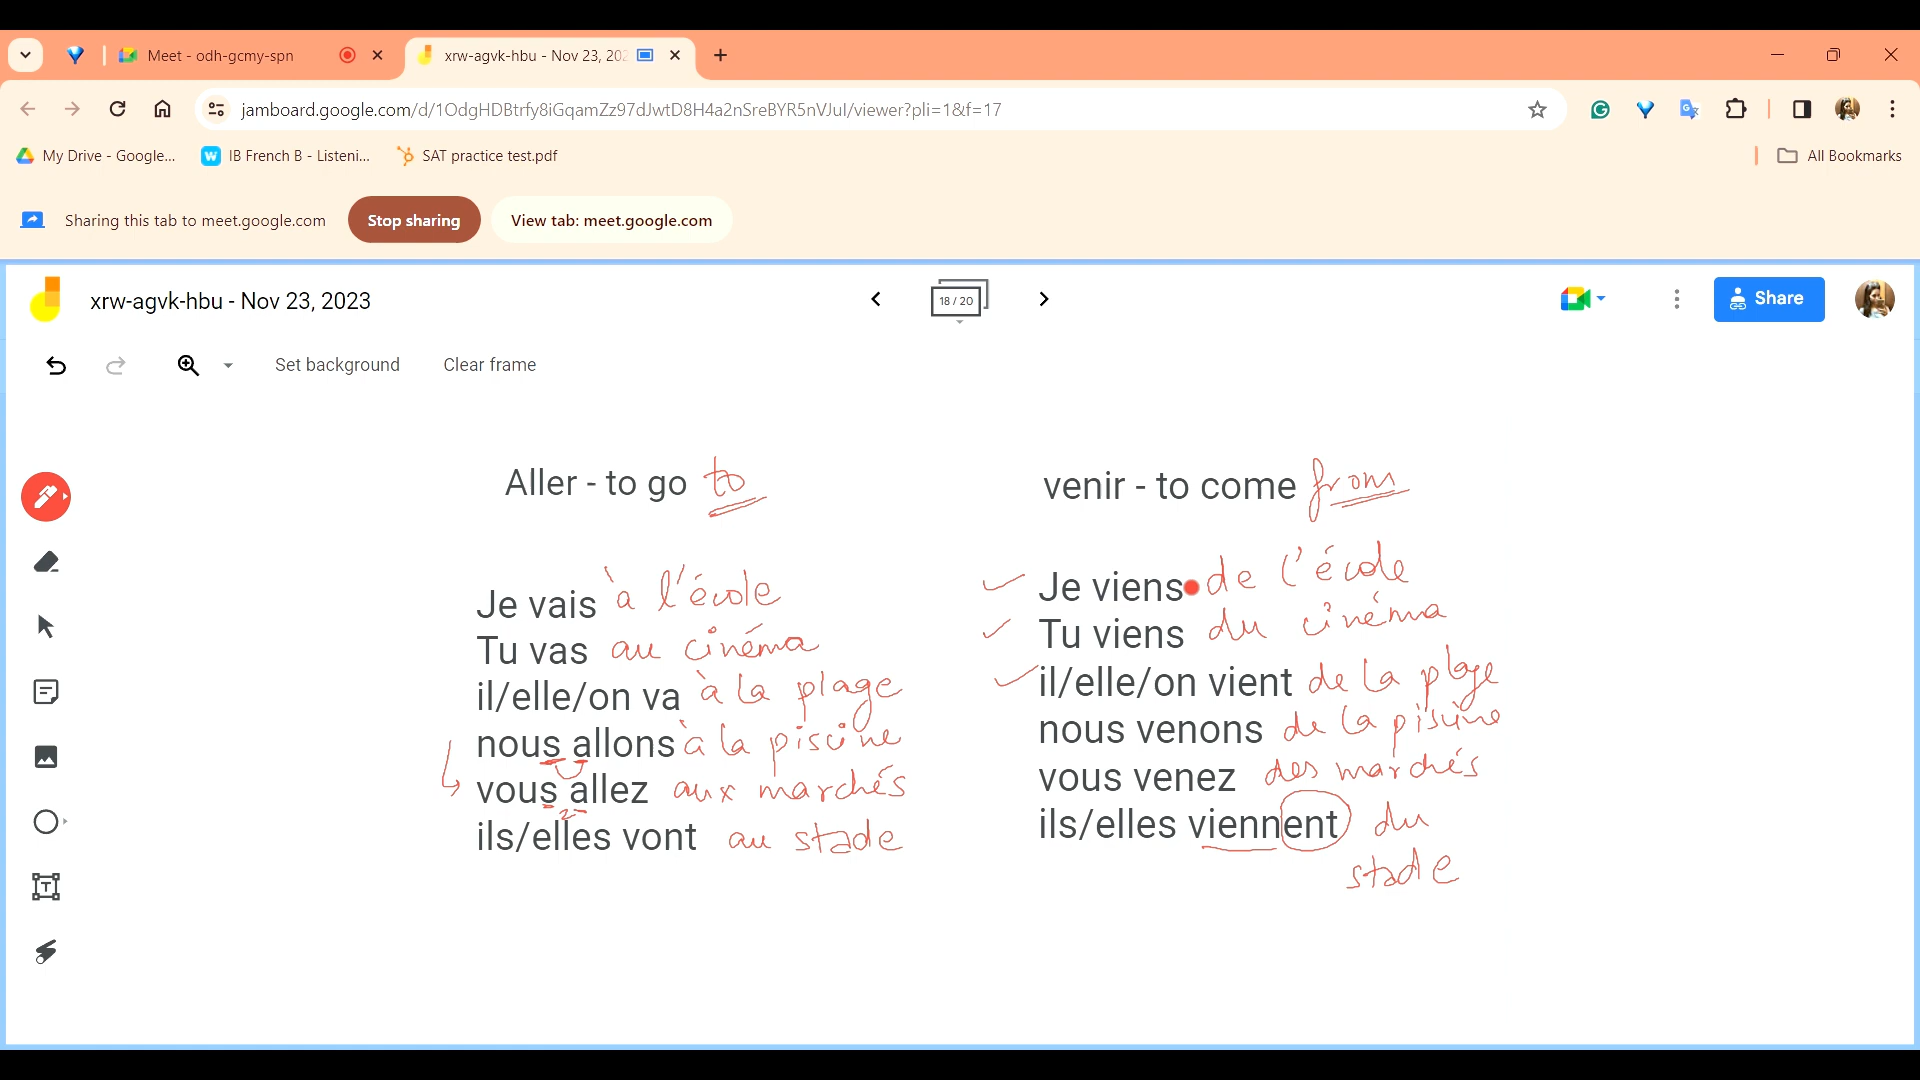 Meet - odh-gcmy-spn
xrw-agvk-hbu - Nov 23, 202
jamboard.google.com/d/1OdgHDBtrfy8iGqamZz97dJwtD8H4a2nSreBYR5nVJuI/viewer?pli=1&f=17
My Drive - Google... IB French B - Listeni... SAT practice test.pdf All Bookmarks
Sharing this tab to meet.google.com Stop sharing View tab: meet.google.com
xrw-agvk-hbu - Nov 23, 2023 18 / 20 Share
Set background Clear frame
Aller - to go to
Je vais à l'école
Tu vas au cinéma
il/elle/on va à la plage
nous allons à la piscine
vous allez aux marchés
ils/elles vont au stade
venir - to come from
Je viens de l'école
Tu viens du cinéma
il/elle/on vient de la plage
nous venons de la piscine
vous venez des marchés
ils/elles viennent du
stade